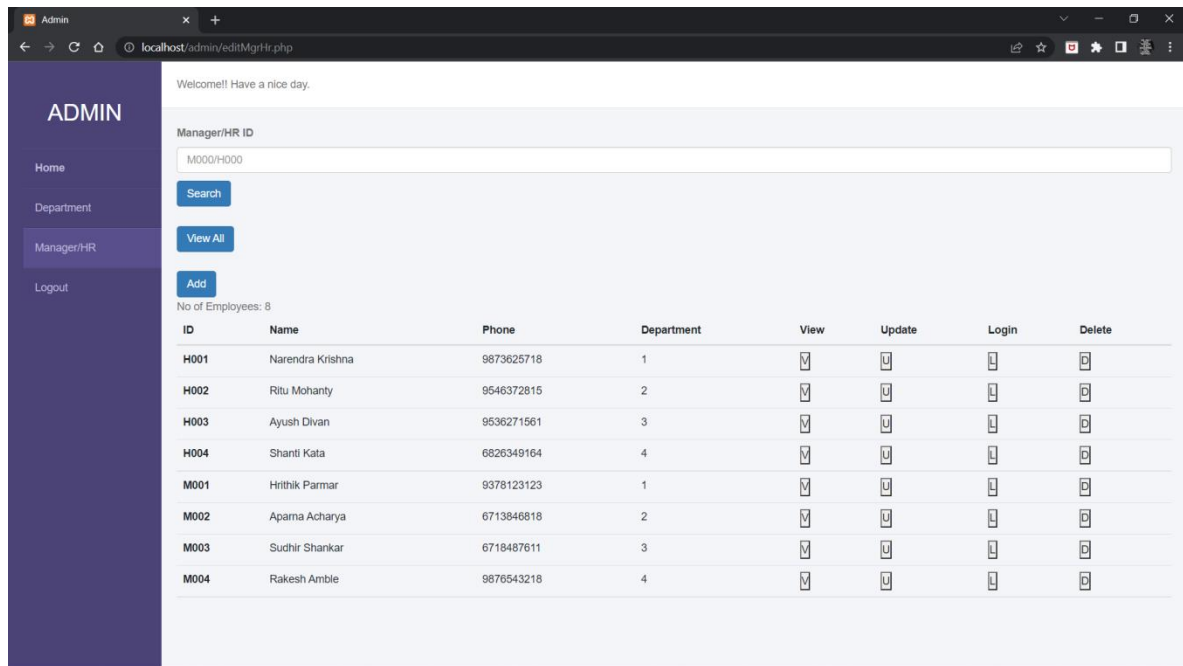 Admin
localhost/admin/editMgrHr.php
ADMIN
Home
Department
Manager/HR
Logout
Welcome!! Have a nice day.
Manager/HR ID
M000/H000
Search
View All
Add
No of Employees: 8
ID Name Phone Department View Update Login Delete
H001 Narendra Krishna 9873625718 1 V U L D
H002 Ritu Mohanty 9546372815 2 V U L D
H003 Ayush Divan 9536271561 3 V U L D
H004 Shanti Kata 6826349164 4 V U L D
M001 Hrithik Parmar 9378123123 1 V U L D
M002 Aparna Acharya 6713846818 2 V U L D
M003 Sudhir Shankar 6718487611 3 V U L D
M004 Rakesh Amble 9876543218 4 V U L D